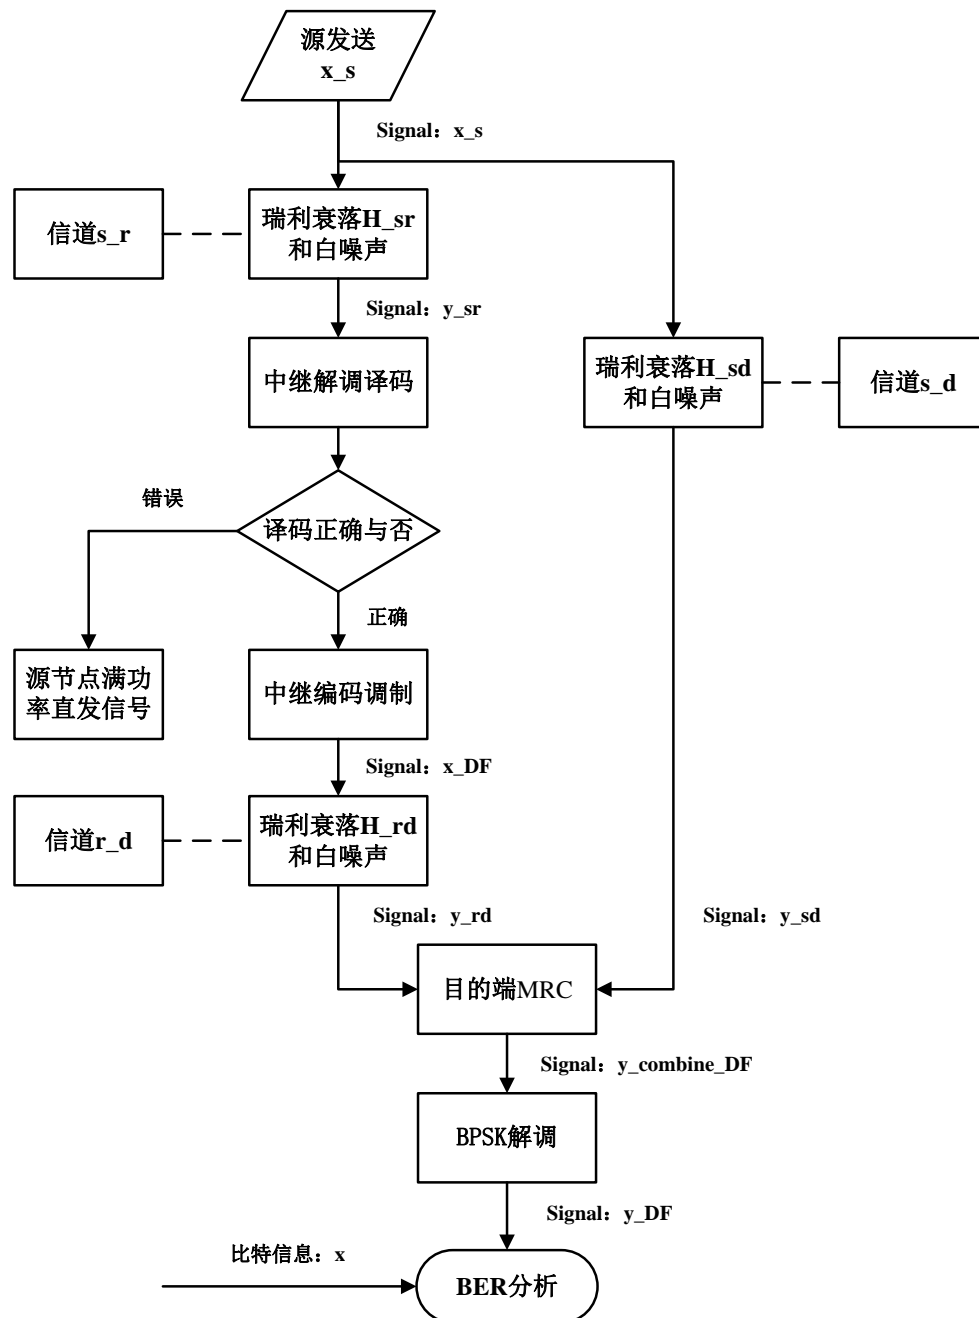 源发送
x_s
Signal：x_s
信道s_r
瑞利衰落H_sr
和白噪声
Signal：y_sr
中继解调译码
瑞利衰落H_sd
和白噪声
信道s_d
错误
译码正确与否
正确
源节点满功
率直发信号
中继编码调制
Signal：x_DF
信道r_d
瑞利衰落H_rd
和白噪声
Signal：y_rd
Signal：y_sd
目的端MRC
Signal：y_combine_DF
BPSK解调
Signal：y_DF
比特信息：x
BER分析